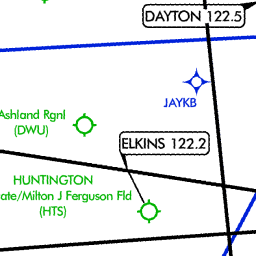 DAYTON 122.5
JAYKB
Ashland Rgnl
(DWU)
ELKINS 122.2
HUNTINGTON
ate/Milton J Ferguson Fld
(HTS)